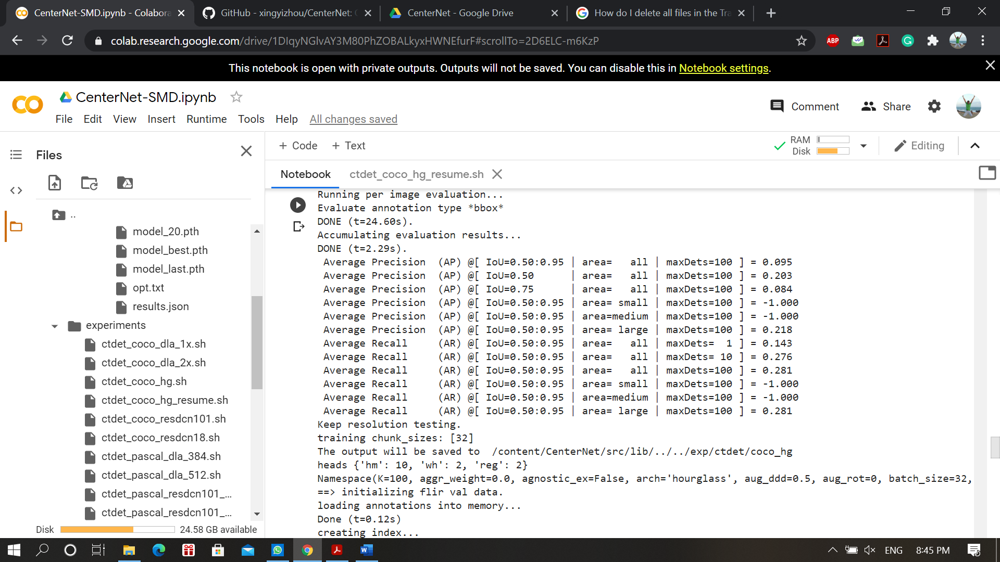 CenterNet-SMD.ipynb - Colabora
GitHub - xingyizhou/CenterNet:
CenterNet - Google Drive
How do I delete all files in the Tra
colab.research.google.com/drive/1DIqyNGlvAY3M80PhZOBALkyxHWNEfurF#scrollTo=2D6ELC-m6KzP
ABP
This notebook is open with private outputs. Outputs will not be saved. You can disable this in Notebook settings.
CenterNet-SMD.ipynb
Comment
Share
File Edit View Insert Runtime Tools Help All changes saved
Files
+ Code + Text
RAM
Disk
Editing
Notebook
ctdet_coco_hg_resume.sh
..
model_20.pth
model_best.pth
model_last.pth
opt.txt
results.json
experiments
ctdet_coco_dla_1x.sh
ctdet_coco_dla_2x.sh
ctdet_coco_hg.sh
ctdet_coco_hg_resume.sh
ctdet_coco_resdcn101.sh
ctdet_coco_resdcn18.sh
ctdet_pascal_dla_384.sh
ctdet_pascal_dla_512.sh
ctdet_pascal_resdcn101_...
ctdet_pascal_resdcn101_...
Disk 24.58 GB available
Running per image evaluation...
Evaluate annotation type *bbox*
DONE (t=24.60s).
Accumulating evaluation results...
DONE (t=2.29s).
Average Precision (AP) @[ IoU=0.50:0.95 | area= all | maxDets=100 ] = 0.095
Average Precision (AP) @[ IoU=0.50 | area= all | maxDets=100 ] = 0.203
Average Precision (AP) @[ IoU=0.75 | area= all | maxDets=100 ] = 0.084
Average Precision (AP) @[ IoU=0.50:0.95 | area= small | maxDets=100 ] = -1.000
Average Precision (AP) @[ IoU=0.50:0.95 | area=medium | maxDets=100 ] = -1.000
Average Precision (AP) @[ IoU=0.50:0.95 | area= large | maxDets=100 ] = 0.218
Average Recall (AR) @[ IoU=0.50:0.95 | area= all | maxDets= 1 ] = 0.143
Average Recall (AR) @[ IoU=0.50:0.95 | area= all | maxDets= 10 ] = 0.276
Average Recall (AR) @[ IoU=0.50:0.95 | area= all | maxDets=100 ] = 0.281
Average Recall (AR) @[ IoU=0.50:0.95 | area= small | maxDets=100 ] = -1.000
Average Recall (AR) @[ IoU=0.50:0.95 | area=medium | maxDets=100 ] = -1.000
Average Recall (AR) @[ IoU=0.50:0.95 | area= large | maxDets=100 ] = 0.281
Keep resolution testing.
training chunk_sizes: [32]
The output will be saved to /content/CenterNet/src/lib/../../exp/ctdet/coco_hg
heads {'hm': 10, 'wh': 2, 'reg': 2}
Namespace(K=100, aggr_weight=0.0, agnostic_ex=False, arch='hourglass', aug_ddd=0.5, aug_rot=0, batch_size=32,
==> initializing flir val data.
loading annotations into memory...
Done (t=0.12s)
creating index...
ENG 8:45 PM